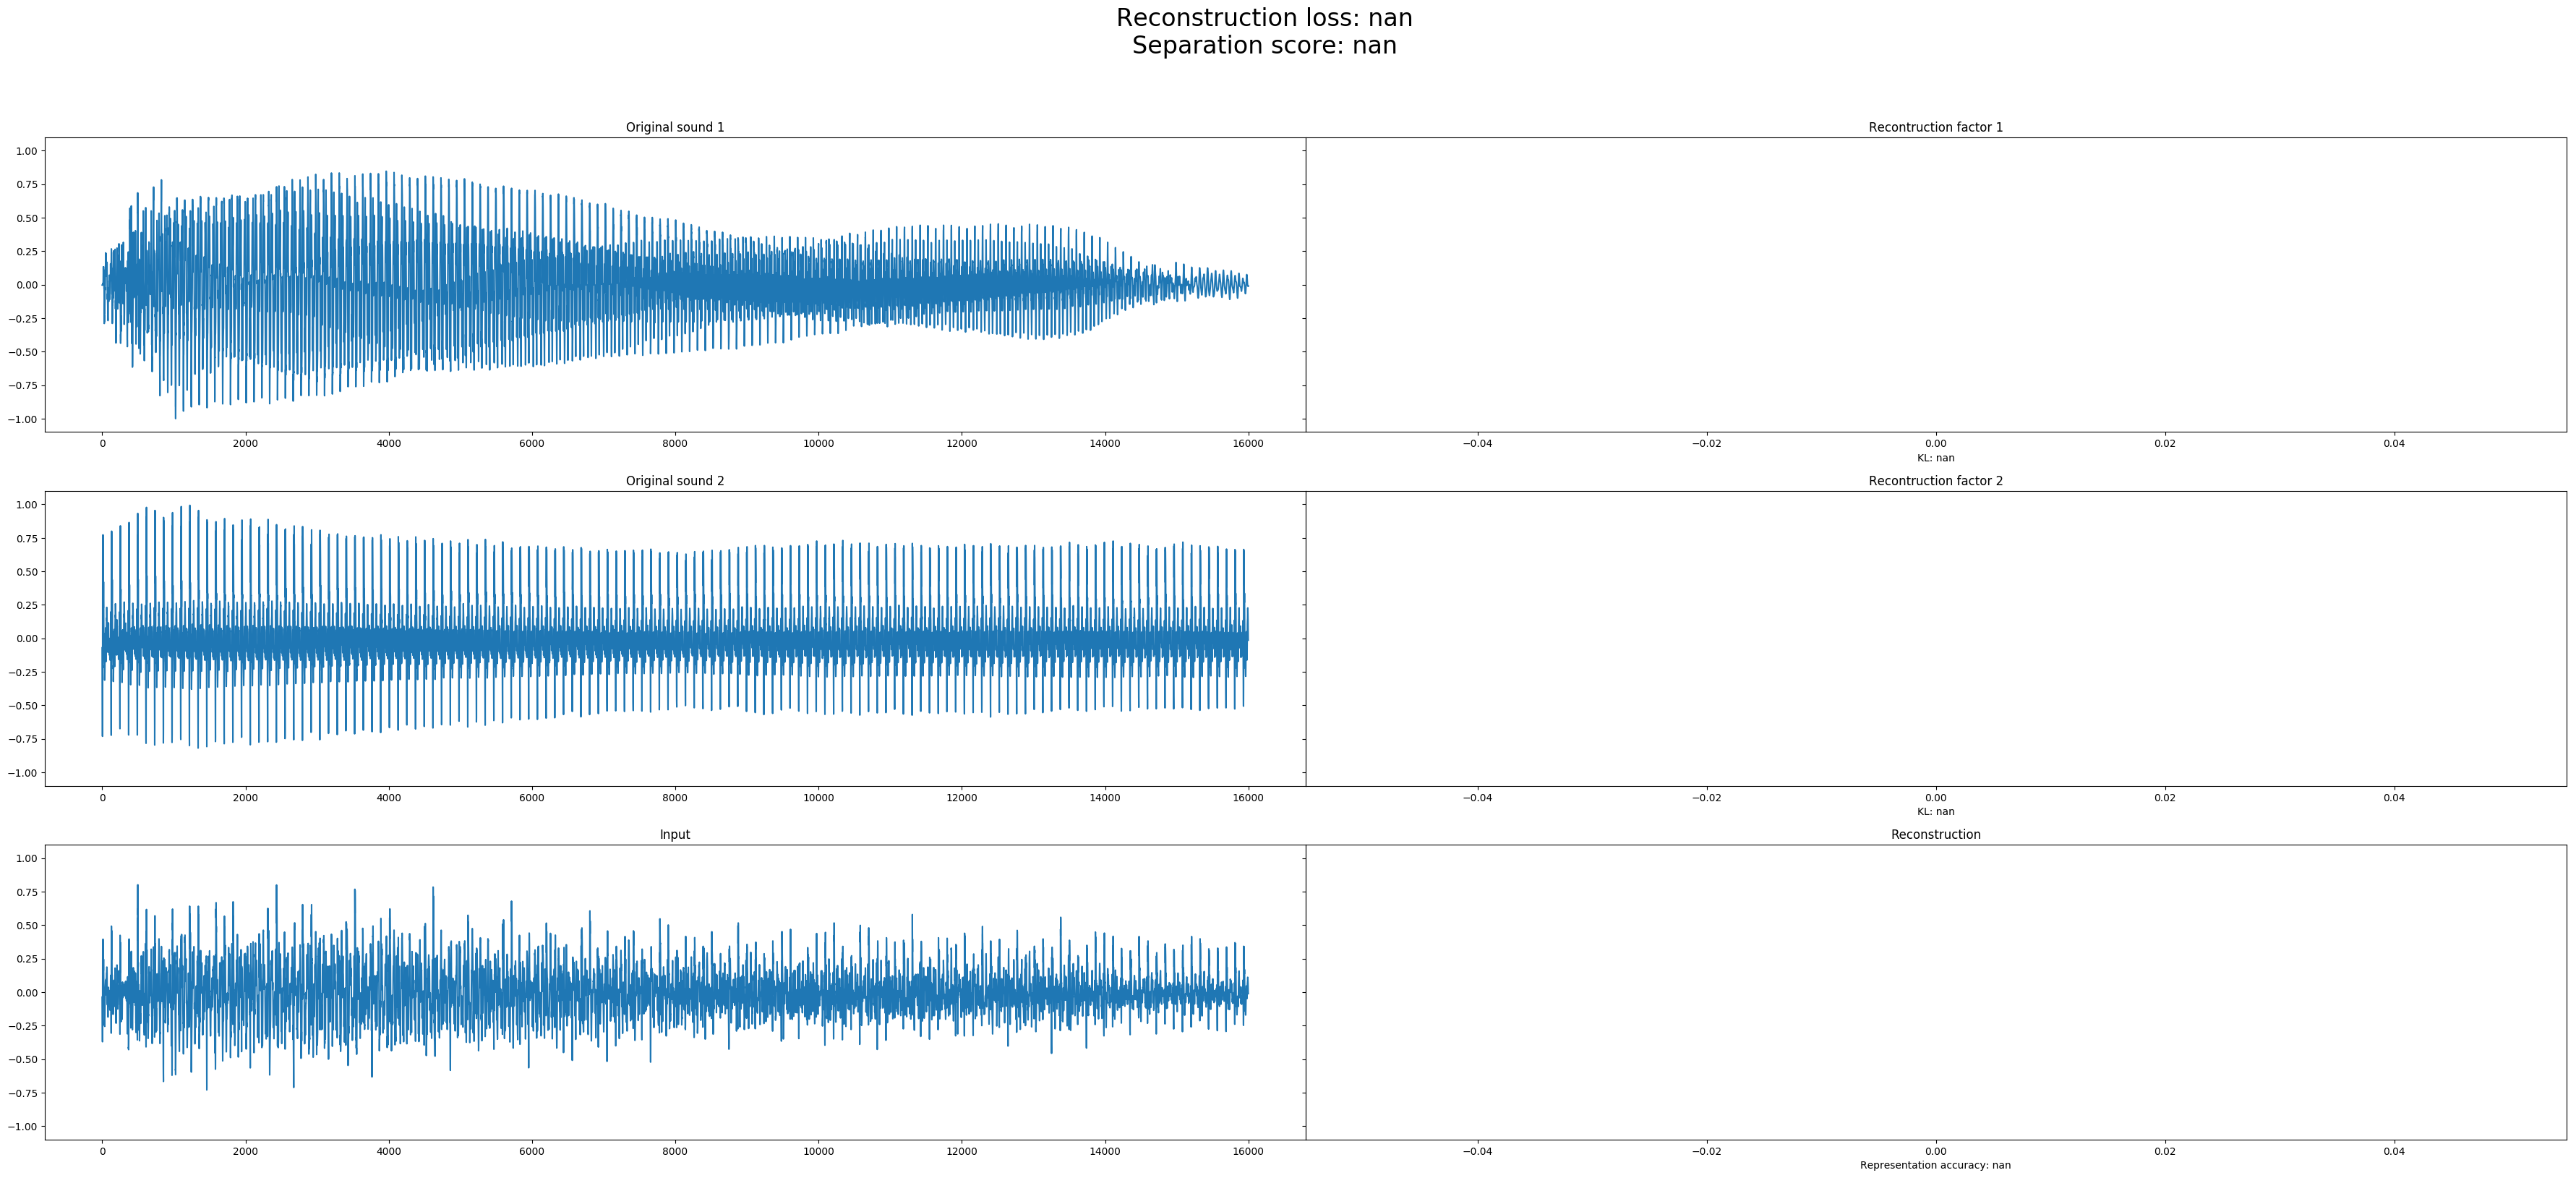 Reconstruction loss: nan
Separation score: nan
Original sound 1
Recontruction factor 1
1.00
0.75
0.50
0.25
0.00
−0.25
−0.50
−0.75
−1.00
0 2000 4000 6000 8000 10000 12000 14000 16000
−0.04 −0.02 0.00 0.02 0.04
KL: nan
Original sound 2
Recontruction factor 2
1.00
0.75
0.50
0.25
0.00
−0.25
−0.50
−0.75
−1.00
0 2000 4000 6000 8000 10000 12000 14000 16000
−0.04 −0.02 0.00 0.02 0.04
KL: nan
Input
Reconstruction
1.00
0.75
0.50
0.25
0.00
−0.25
−0.50
−0.75
−1.00
0 2000 4000 6000 8000 10000 12000 14000 16000
−0.04 −0.02 0.00 0.02 0.04
Representation accuracy: nan